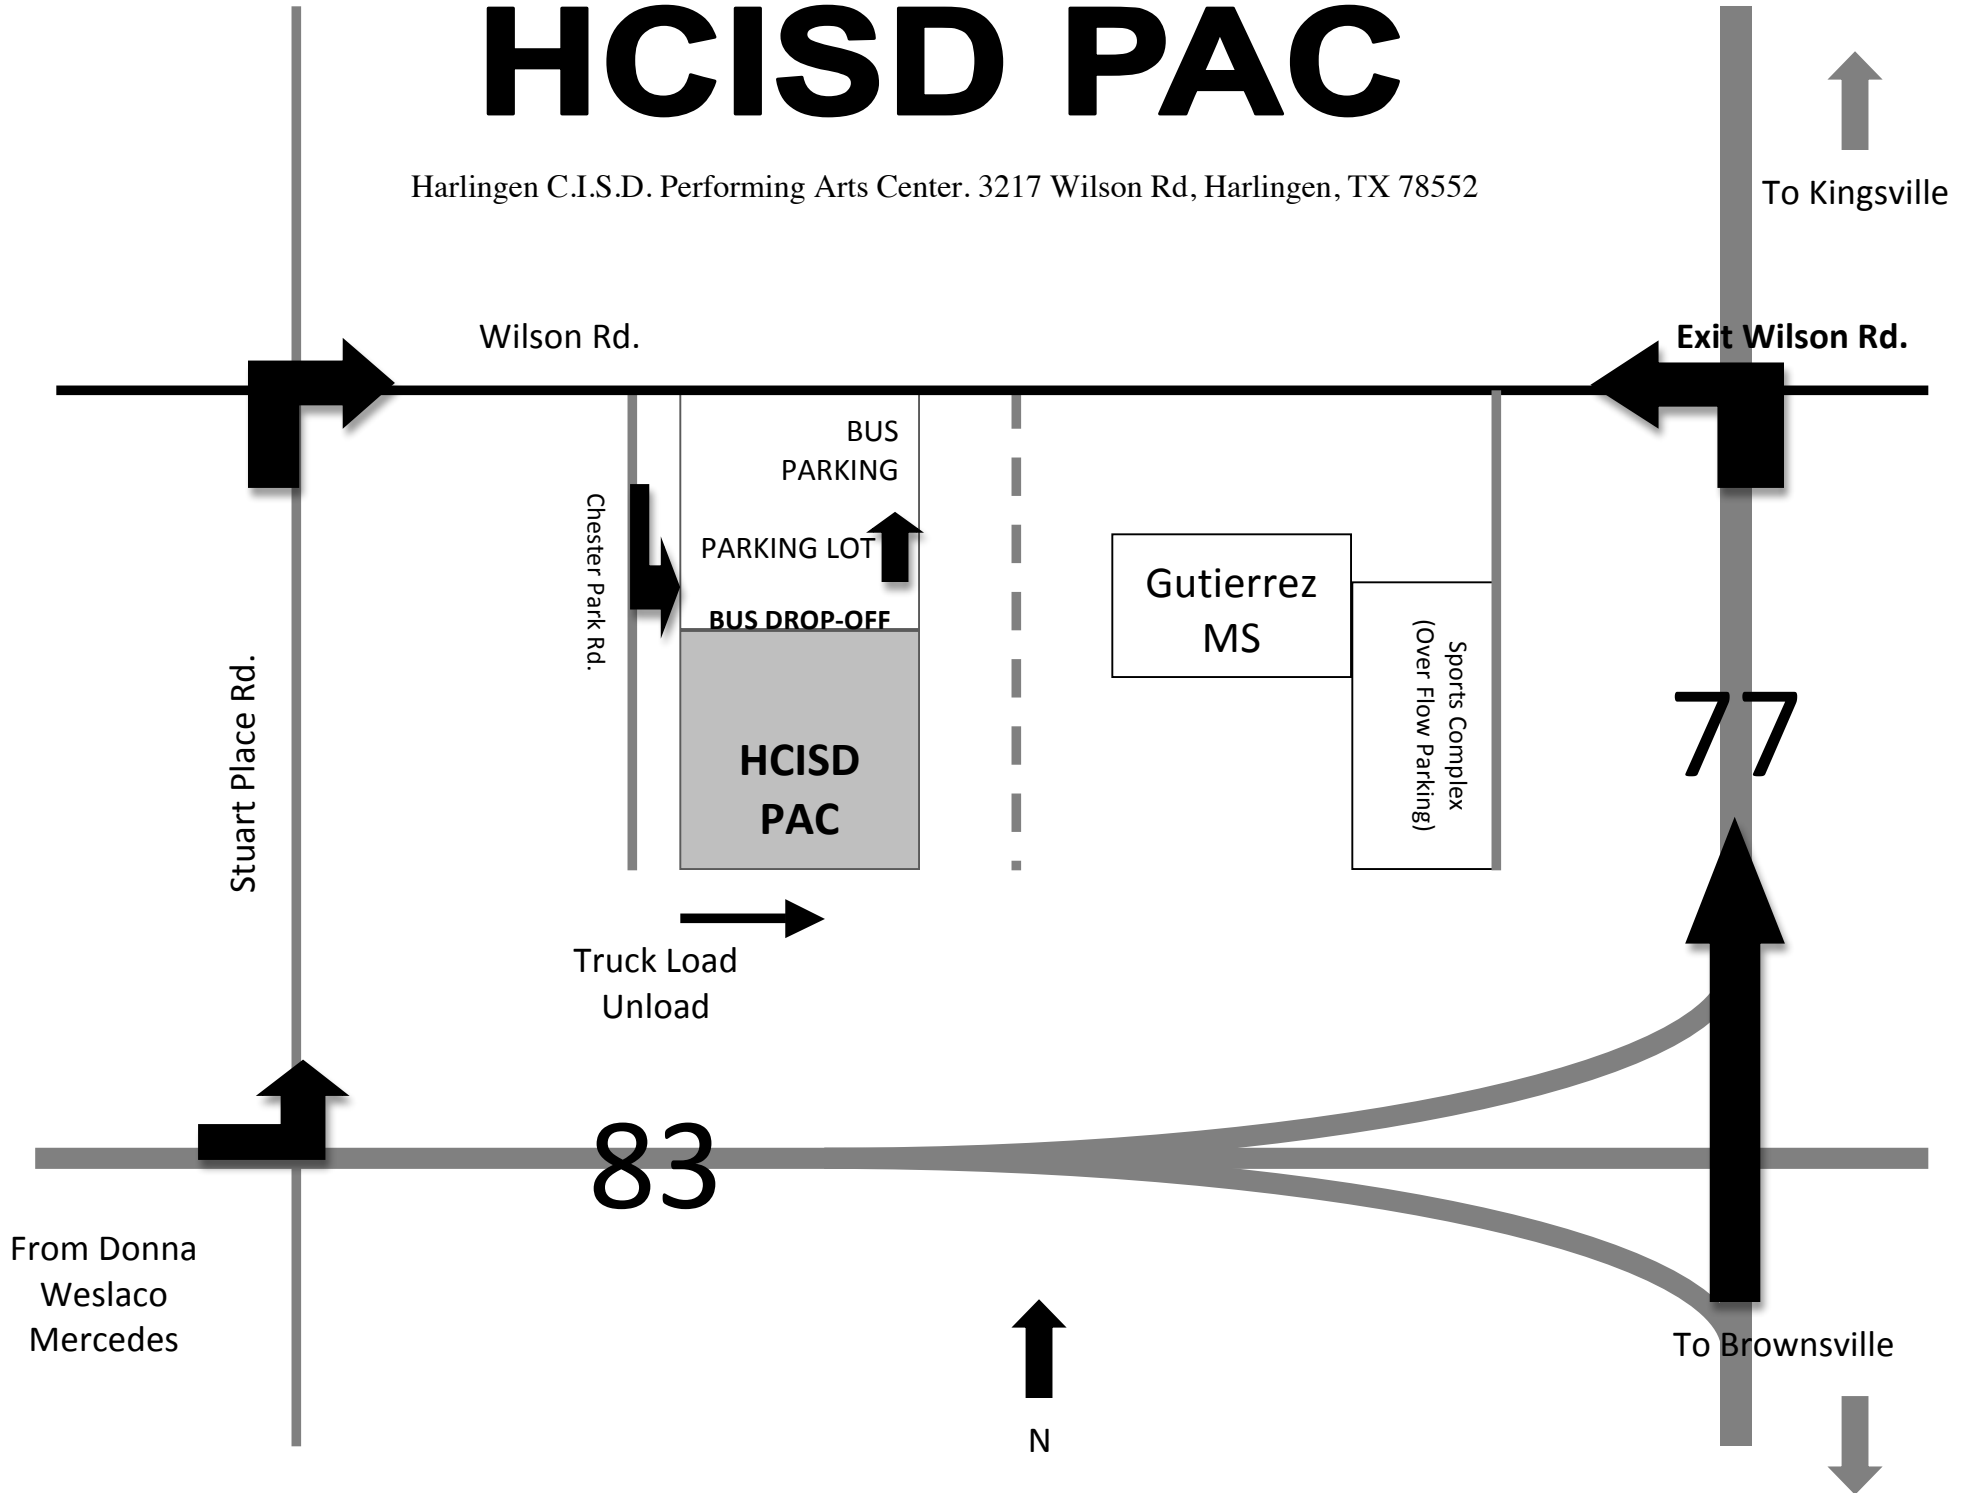 HCISD PAC
Harlingen C.I.S.D. Performing Arts Center. 3217 Wilson Rd, Harlingen, TX 78552
To Kingsville
Wilson Rd.
Exit Wilson Rd.
BUS
PARKING
Chester Park Rd.
PARKING LOT
BUS DROP-OFF
Gutierrez
MS
Sports Complex
(Over Flow Parking)
Stuart Place Rd.
77
HCISD
PAC
Truck Load
Unload
83
From Donna
Weslaco
Mercedes
To Brownsville
N